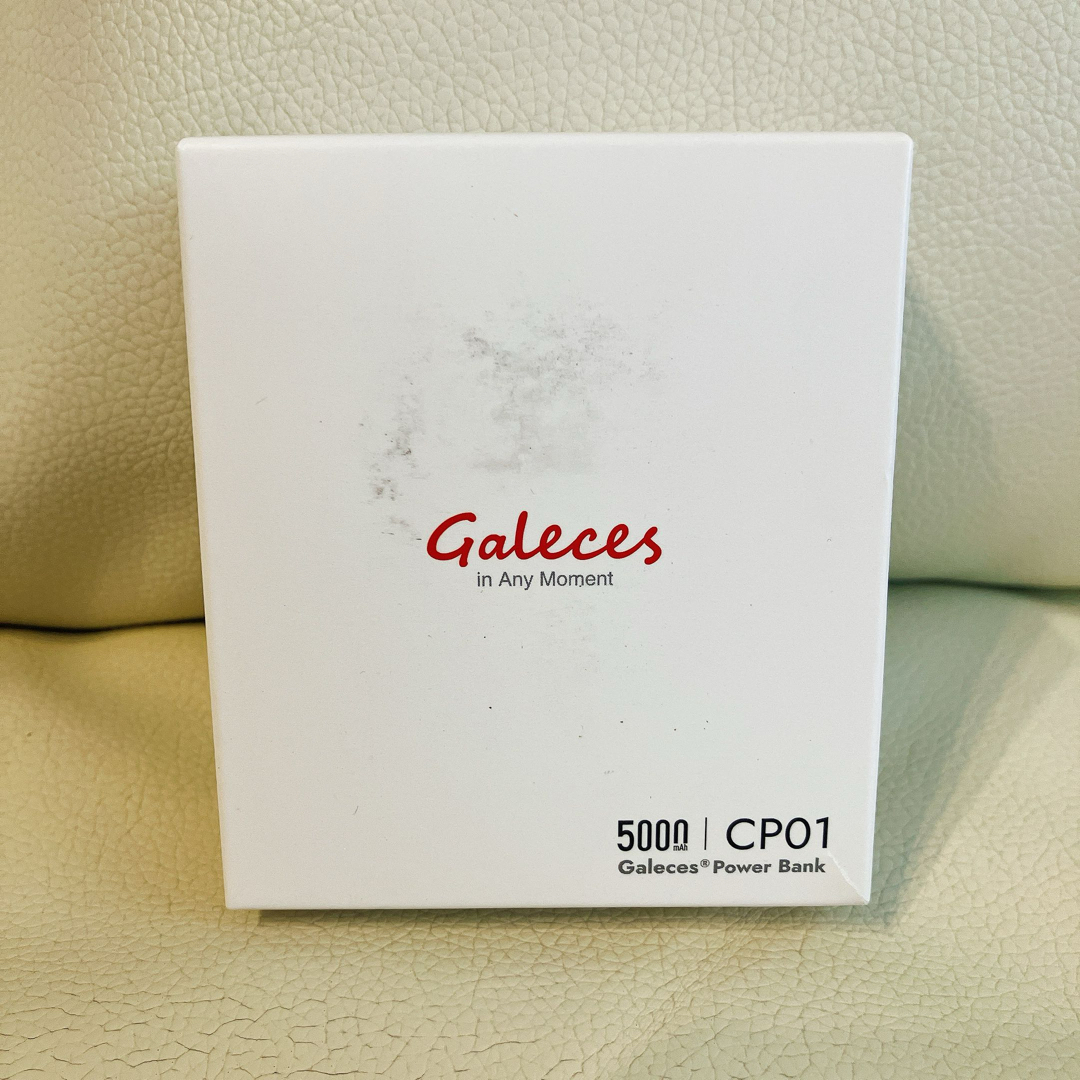 Galeces
in Any Moment
5000mAh | CP01
Galeces® Power Bank